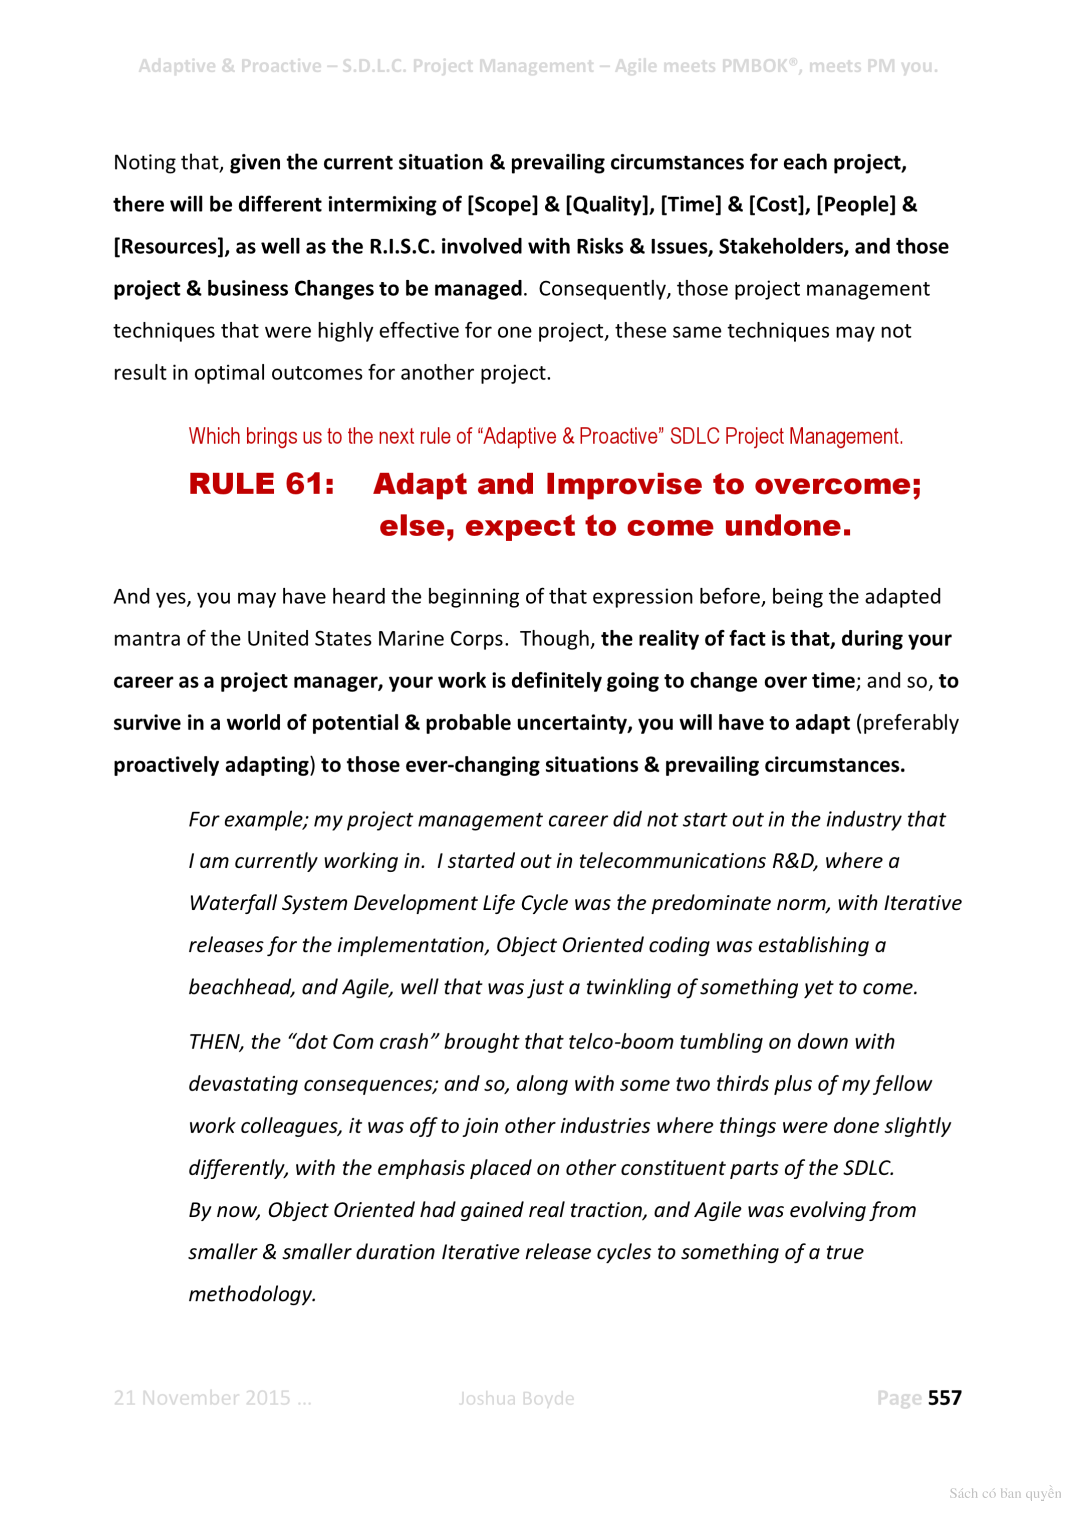 Adaptive & Proactive – S.D.L.C. Project Management – Agile meets PMBOK®, meets PM you.
Noting that, given the current situation & prevailing circumstances for each project,
there will be different intermixing of [Scope] & [Quality], [Time] & [Cost], [People] &
[Resources], as well as the R.I.S.C. involved with Risks & Issues, Stakeholders, and those
project & business Changes to be managed.  Consequently, those project management
techniques that were highly effective for one project, these same techniques may not
result in optimal outcomes for another project.
Which brings us to the next rule of “Adaptive & Proactive” SDLC Project Management.
RULE 61: Adapt and Improvise to overcome;
else, expect to come undone.
And yes, you may have heard the beginning of that expression before, being the adapted
mantra of the United States Marine Corps.  Though, the reality of fact is that, during your
career as a project manager, your work is definitely going to change over time; and so, to
survive in a world of potential & probable uncertainty, you will have to adapt (preferably
proactively adapting) to those ever-changing situations & prevailing circumstances.
For example; my project management career did not start out in the industry that
I am currently working in.  I started out in telecommunications R&D, where a
Waterfall System Development Life Cycle was the predominate norm, with Iterative
releases for the implementation, Object Oriented coding was establishing a
beachhead, and Agile, well that was just a twinkling of something yet to come.
THEN, the “dot Com crash” brought that telco-boom tumbling on down with
devastating consequences; and so, along with some two thirds plus of my fellow
work colleagues, it was off to join other industries where things were done slightly
differently, with the emphasis placed on other constituent parts of the SDLC.
By now, Object Oriented had gained real traction, and Agile was evolving from
smaller & smaller duration Iterative release cycles to something of a true
methodology.
21 November 2015 … Joshua Boyde Page 557
Sách có bản quyền